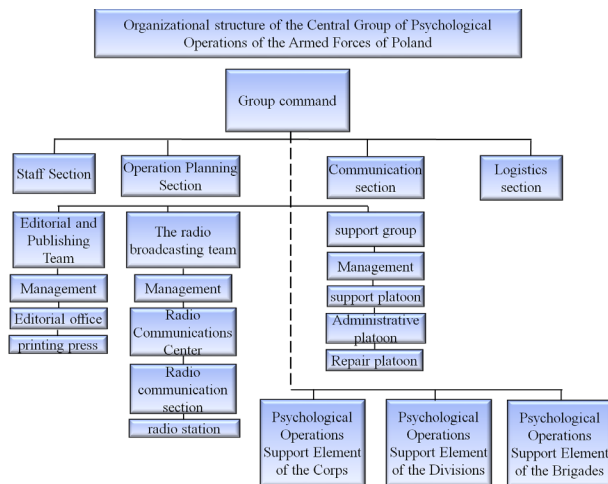 Organizational structure of the Central Group of Psychological
Operations of the Armed Forces of Poland
Group command
Staff Section
Operation Planning
Section
Communication
section
Logistics
section
Editorial and
Publishing
Team
Management
Editorial office
printing press
The radio
broadcasting team
Management
Radio
Communications
Center
Radio
communication
section
radio station
support group
Management
support platoon
Administrative
platoon
Repair platoon
Psychological
Operations
Support Element
of the Corps
Psychological
Operations
Support Element
of the Divisions
Psychological
Operations
Support Element
of the Brigades